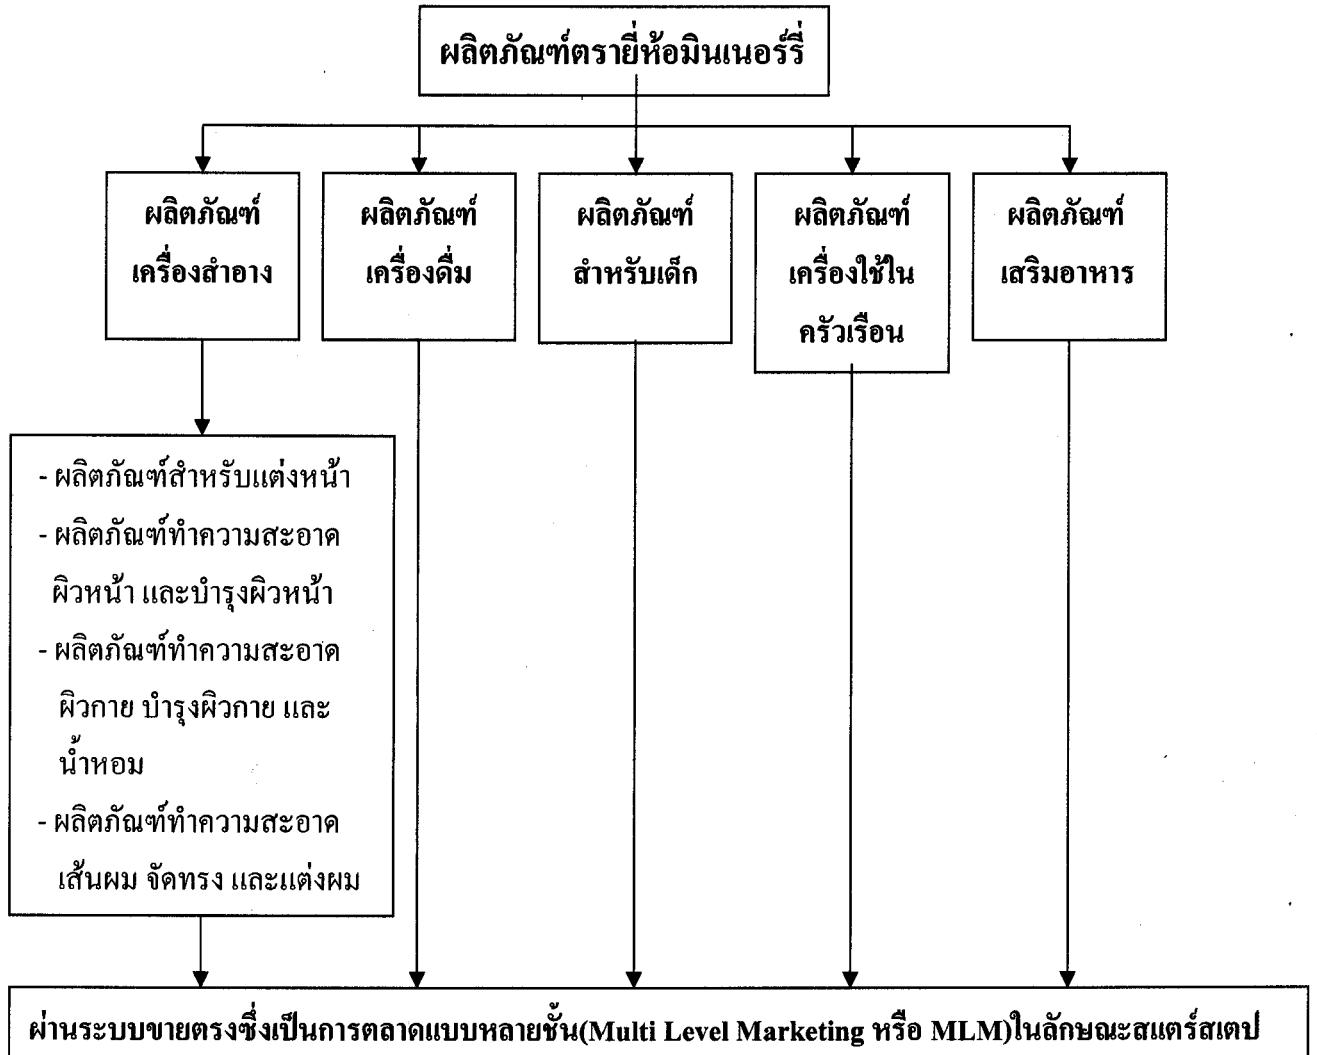 ผลิตภัณฑ์ตรายี่ห้อมินเนอร์รี่
ผลิตภัณฑ์
เครื่องสำอาง
ผลิตภัณฑ์
เครื่องดื่ม
ผลิตภัณฑ์
สำหรับเด็ก
ผลิตภัณฑ์
เครื่องใช้ใน
ครัวเรือน
ผลิตภัณฑ์
เสริมอาหาร
- ผลิตภัณฑ์สำหรับแต่งหน้า
- ผลิตภัณฑ์ทำความสะอาด
ผิวหน้า และบำรุงผิวหน้า
- ผลิตภัณฑ์ทำความสะอาด
ผิวกาย บำรุงผิวกาย และ
น้ำหอม
- ผลิตภัณฑ์ทำความสะอาด
เส้นผม จัดทรง และแต่งผม
ผ่านระบบขายตรงซึ่งเป็นการตลาดแบบหลายชั้น(Multi Level Marketing หรือ MLM)ในลักษณะสแตร์สเตป